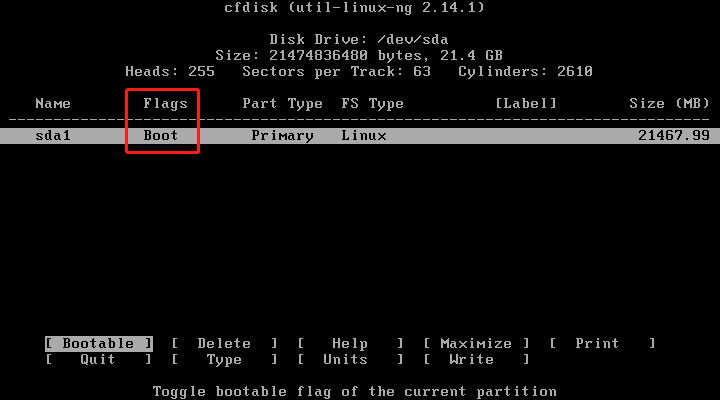 cfdisk (util-linux-ng 2.14.1)
Disk Drive: /dev/sda
Size: 21474836480 bytes, 21.4 GB
Heads: 255   Sectors per Track: 63   Cylinders: 2610
Name   Flags   Part Type   FS Type   [Label]   Size (MB)
sda1   Boot   Primary   Linux   21467.99
[ Bootable ]   [ Delete ]   [ Help ]   [ Maximize ]   [ Print ]
[ Quit ]   [ Type ]   [ Units ]   [ Write ]
Toggle bootable flag of the current partition